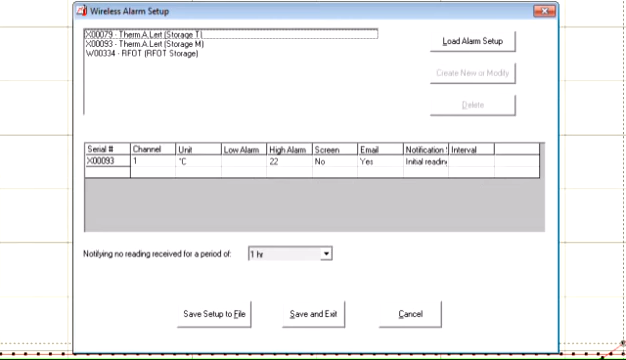 Wireless Alarm Setup
X00079 - Therm.A.Lert (Storage T)
X00093 - Therm.A.Lert (Storage M)
W00334 - RFOT (RFOT Storage)
Load Alarm Setup
Create New or Modify
Delete
Serial # Channel Unit Low Alarm High Alarm Screen Email Notification Interval
X00093 1 °C 22 No Yes Initial reading
Notifying no reading received for a period of: 1 hr
Save Setup to File Save and Exit Cancel